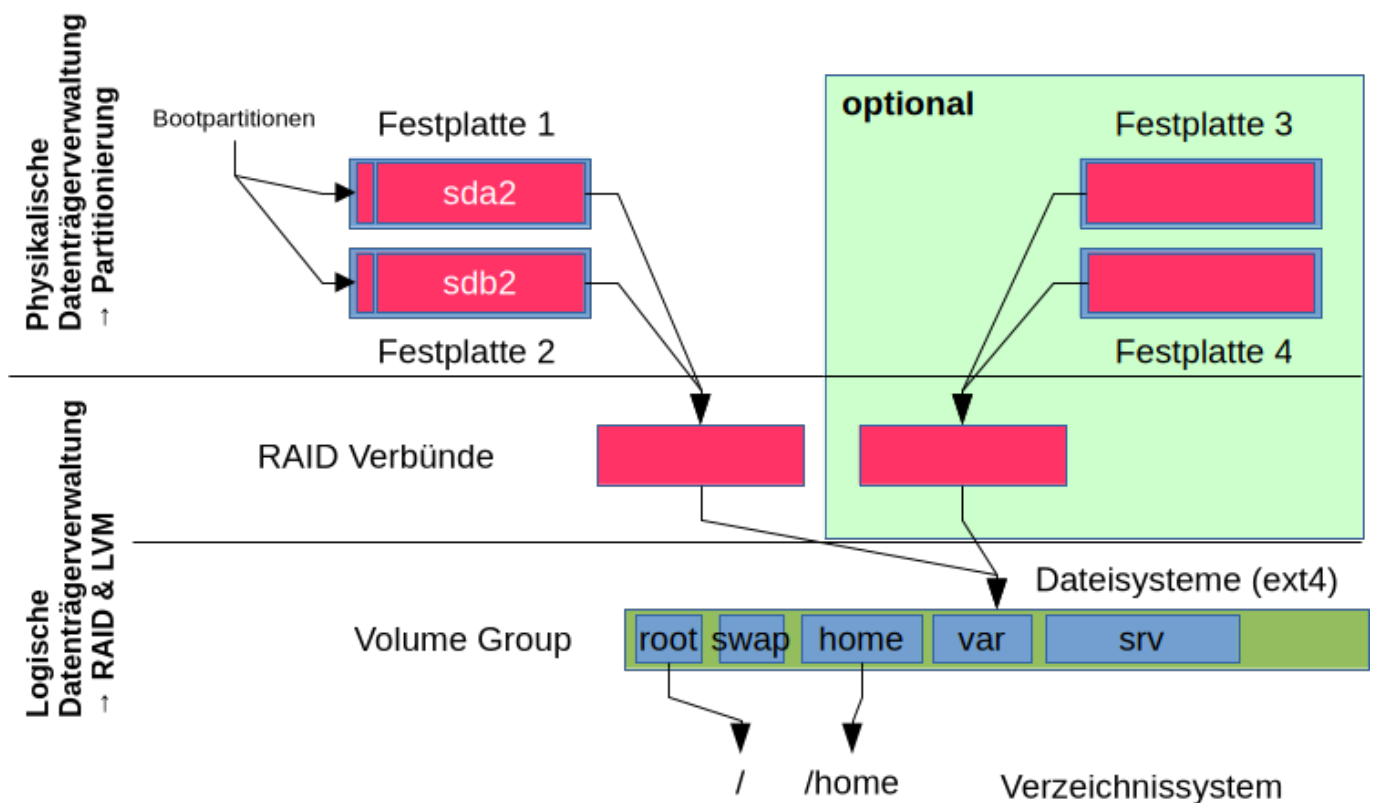 Physikalische
Datenträgerverwaltung
→ Partitionierung
Bootpartitionen
Festplatte 1
sda2
sdb2
Festplatte 2
optional
Festplatte 3
Festplatte 4
Logische
Datenträgerverwaltung
→ RAID & LVM
RAID Verbünde
Dateisysteme (ext4)
Volume Group
root
swap
home
var
srv
/
/home
Verzeichnissystem